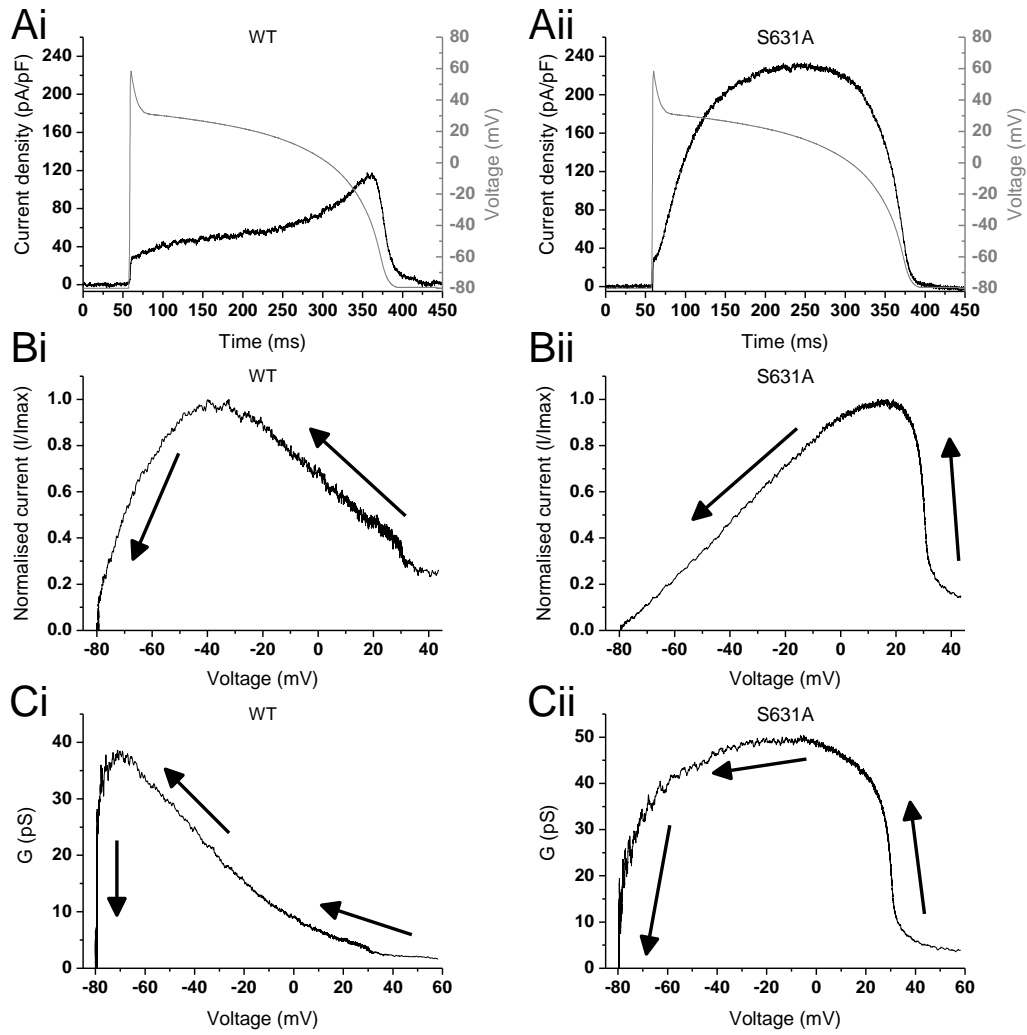 Ai
WT
Current density (pA/pF)
240
200
160
120
80
40
0
80
60
40
20
0
-20
-40
-60
-80
Voltage (mV)
0 50 100 150 200 250 300 350 400 450
Time (ms)
Aii
S631A
Current density (pA/pF)
240
200
160
120
80
40
0
80
60
40
20
0
-20
-40
-60
-80
Voltage (mV)
0 50 100 150 200 250 300 350 400 450
Time (ms)
Bi
WT
Normalised current (I/Imax)
1.0
0.8
0.6
0.4
0.2
0.0
-80 -60 -40 -20 0 20 40
Voltage (mV)
Bii
S631A
Normalised current (I/Imax)
1.0
0.8
0.6
0.4
0.2
0.0
-80 -60 -40 -20 0 20 40
Voltage (mV)
Ci
WT
G (pS)
40
30
20
10
0
-80 -60 -40 -20 0 20 40 60
Voltage (mV)
Cii
S631A
G (pS)
50
40
30
20
10
0
-80 -60 -40 -20 0 20 40 60
Voltage (mV)